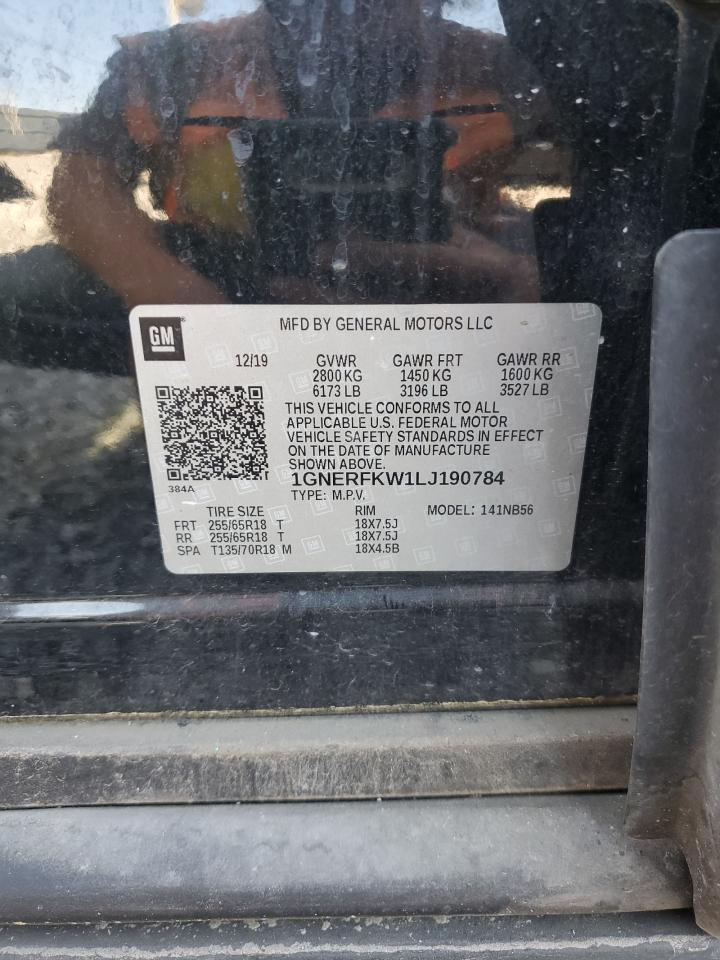 GM
MFD BY GENERAL MOTORS LLC
12/19 GVWR GAWR FRT GAWR RR
2800 KG 1450 KG 1600 KG
6173 LB 3196 LB 3527 LB
THIS VEHICLE CONFORMS TO ALL
APPLICABLE U.S. FEDERAL MOTOR
VEHICLE SAFETY STANDARDS IN EFFECT
ON THE DATE OF MANUFACTURE
SHOWN ABOVE.
1GNERFKW1LJ190784
384A
TYPE: M.P.V.
TIRE SIZE RIM MODEL: 141NB56
FRT 255/65R18 T 18X7.5J
RR 255/65R18 T 18X7.5J
SPA T135/70R18 M 18X4.5B